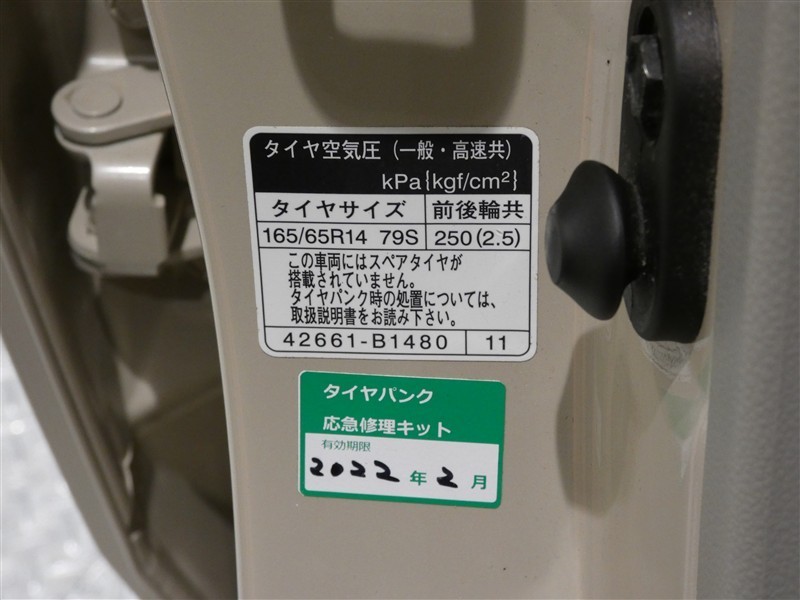 タイヤ空気圧（一般・高速共）
kPa{kgf/cm²}
タイヤサイズ 前後輪共
165/65R14 79S 250(2.5)
この車両にはスペアタイヤが
搭載されていません。
タイヤパンク時の処置については、
取扱説明書をお読み下さい。
42661-B1480 11
タイヤパンク
応急修理キット
有効期限
2022年2月